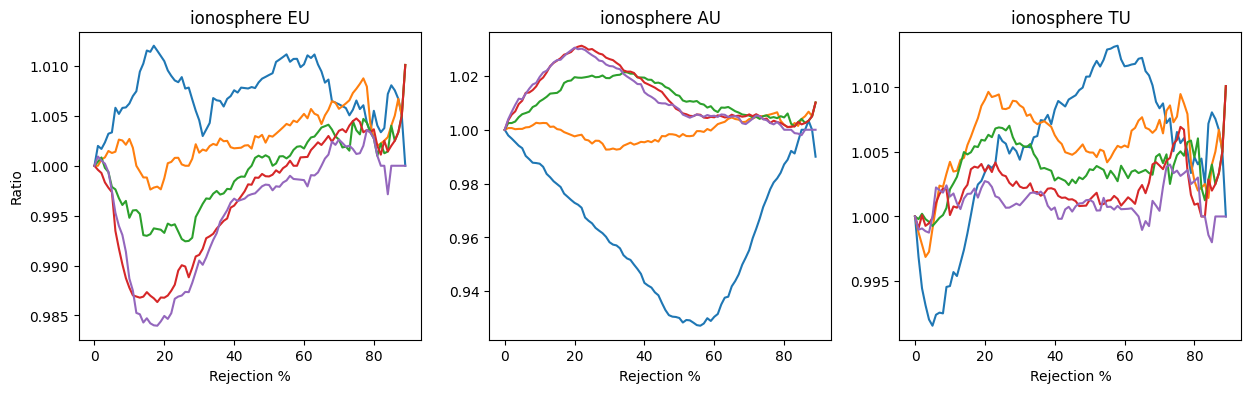 ionosphere EU
Ratio
1.010
1.005
1.000
0.995
0.990
0.985
0 20 40 60 80
Rejection %
ionosphere AU
1.02
1.00
0.98
0.96
0.94
0 20 40 60 80
Rejection %
ionosphere TU
1.010
1.005
1.000
0.995
0 20 40 60 80
Rejection %